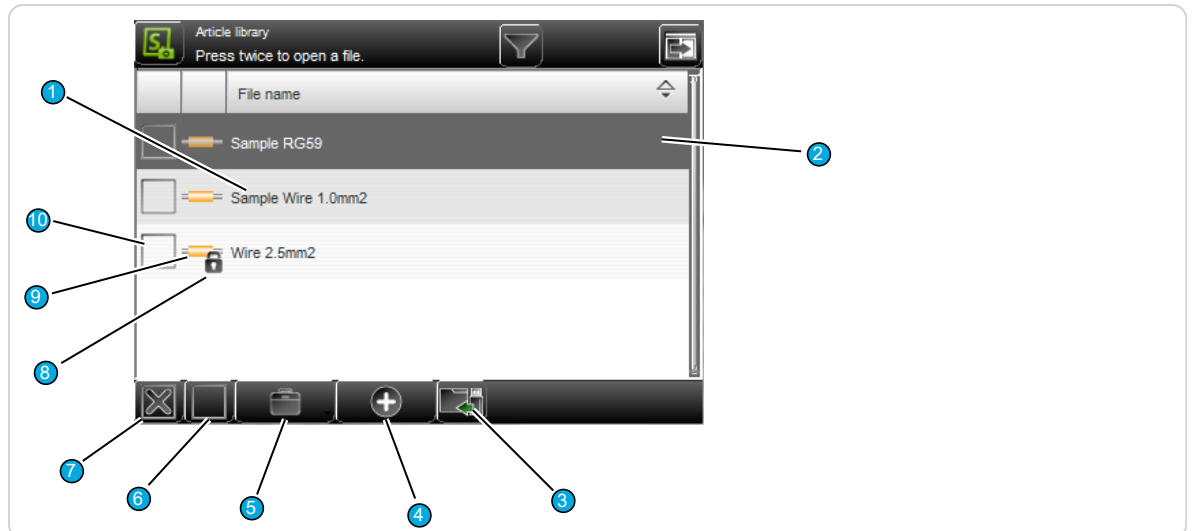 Article library
Press twice to open a file.
File name
1
Sample RG59
2
Sample Wire 1.0mm2
10
Wire 2.5mm2
9
8
7
6
5
4
3